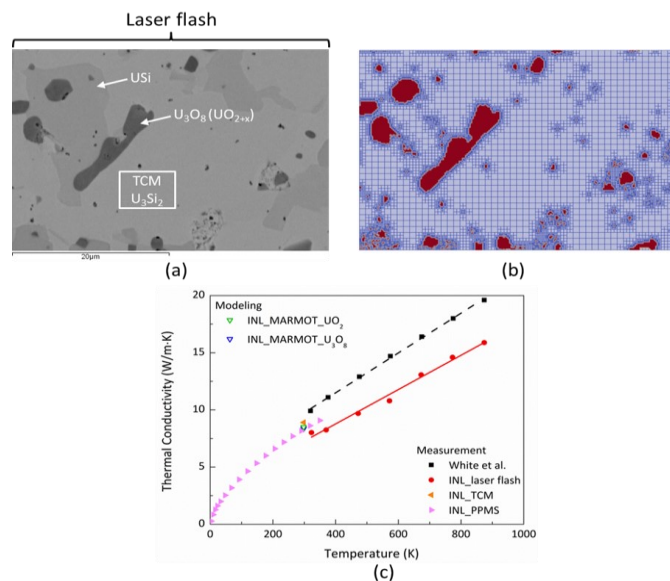 Laser flash
USi
U₃O₈ (UO₂₊ₓ)
TCM
U₃Si₂
20μm
(a)
(b)
Thermal Conductivity (W/m·K)
20
15
10
5
0
Modeling
INL_MARMOT_UO₂
INL_MARMOT_U₃O₈
Measurement
White et al.
INL_laser flash
INL_TCM
INL_PPMS
0
200
400
600
800
1000
Temperature (K)
(c)